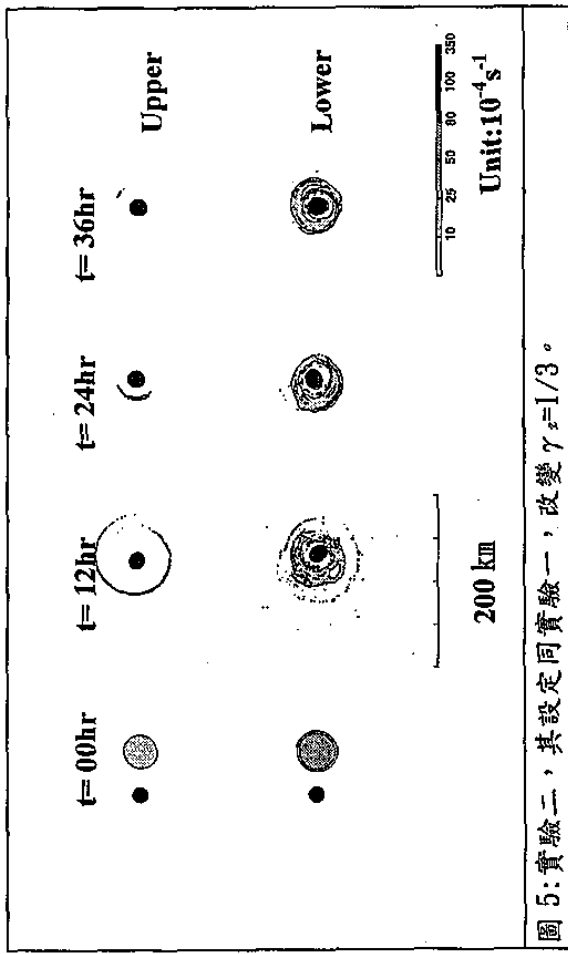 t= 00hr t= 12hr t= 24hr t= 36hr
Upper
Lower
200 km
10 25 50 80 100 350
Unit:10⁻⁴s⁻¹
圖 5:實驗二，其設定同實驗一，改變 γz=1/3。